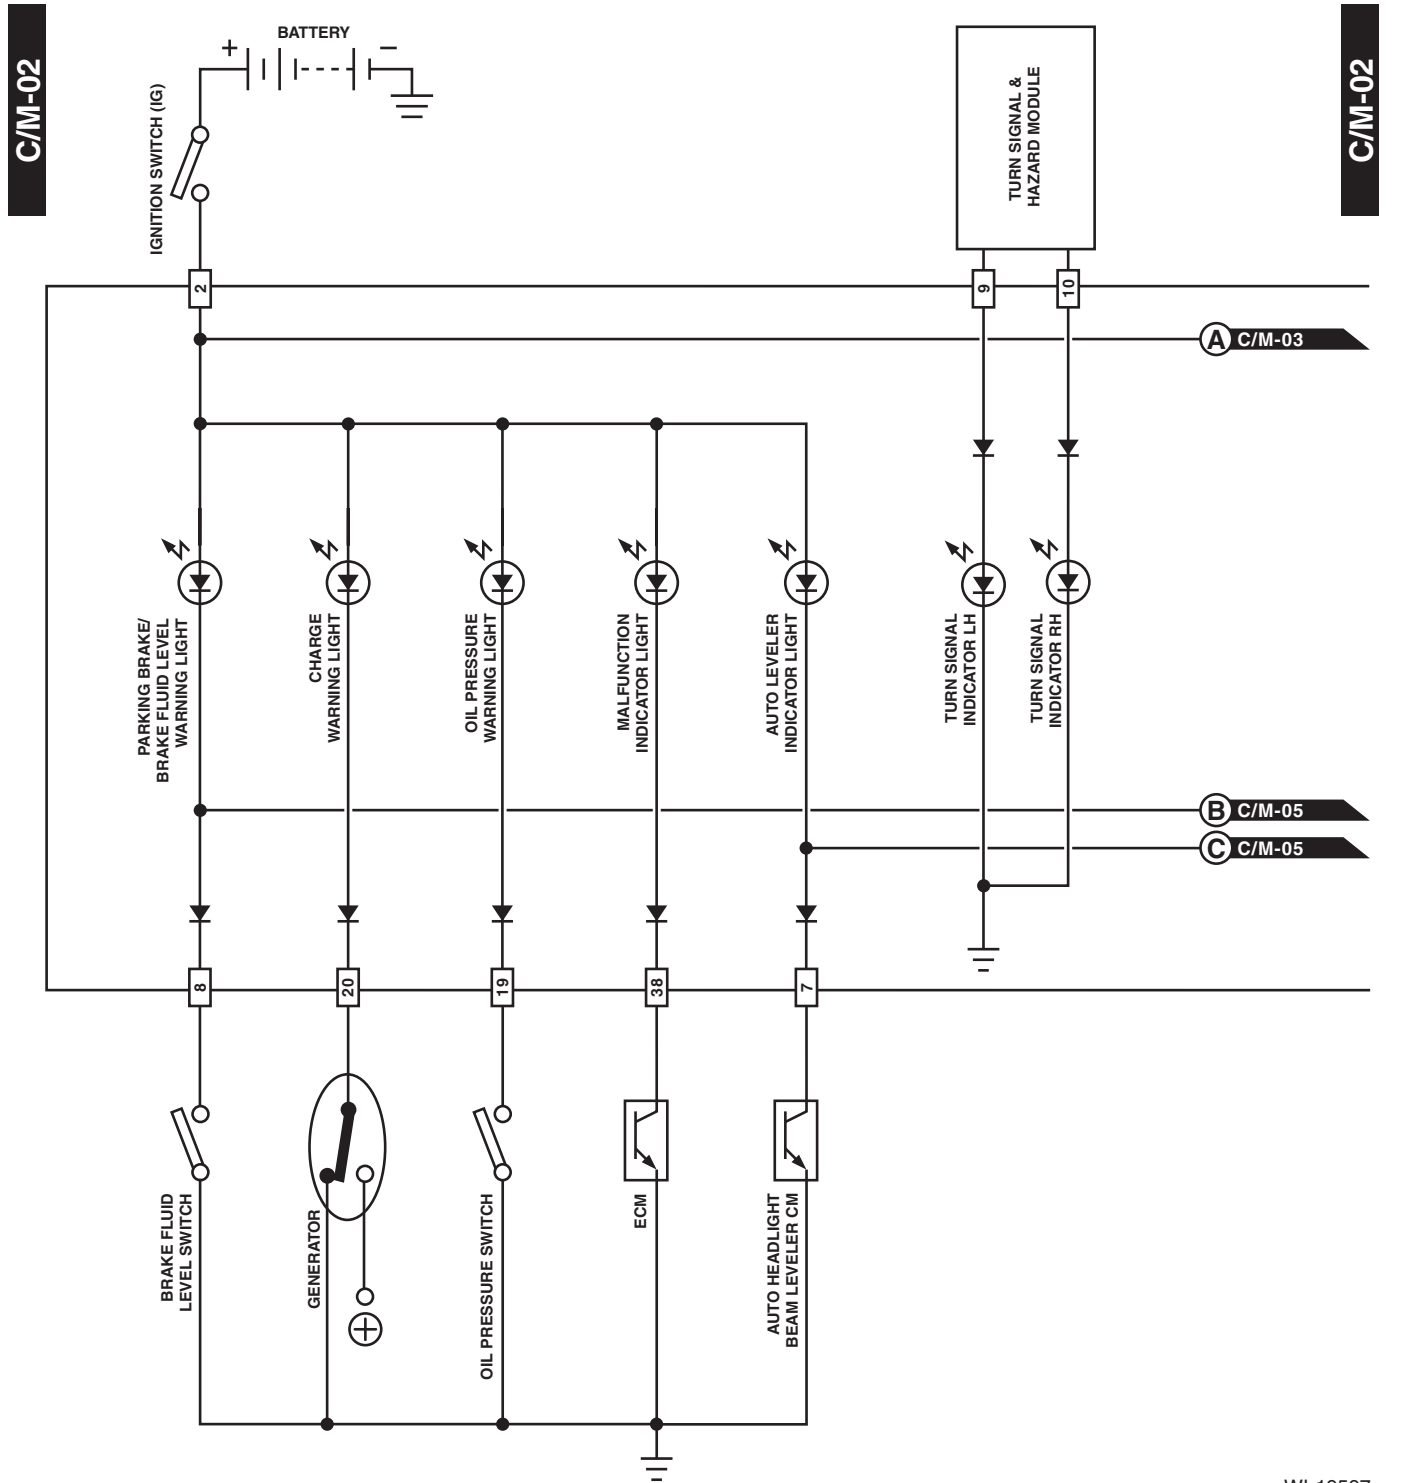 C/M-02
C/M-02
BATTERY
+
−
IGNITION SWITCH (IG)
TURN SIGNAL &
HAZARD MODULE
2
9
10
A C/M-03
PARKING BRAKE/
BRAKE FLUID LEVEL
WARNING LIGHT
CHARGE
WARNING LIGHT
OIL PRESSURE
WARNING LIGHT
MALFUNCTION
INDICATOR LIGHT
AUTO LEVELER
INDICATOR LIGHT
TURN SIGNAL
INDICATOR LH
TURN SIGNAL
INDICATOR RH
B C/M-05
C C/M-05
8
20
19
38
7
BRAKE FLUID
LEVEL SWITCH
GENERATOR
+
OIL PRESSURE SWITCH
ECM
AUTO HEADLIGHT
BEAM LEVELER CM